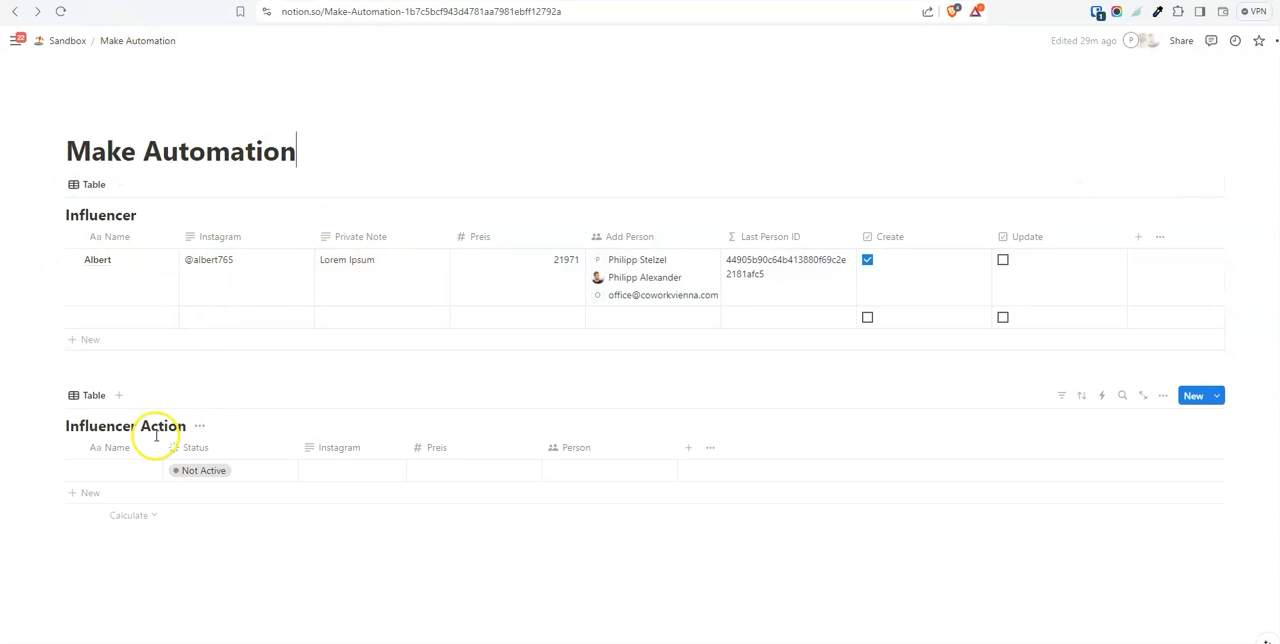 notion.so/Make-Automation-1b7c5bcf943d4781aa7981ebff12792a
4
1
VPN
22
Sandbox / Make Automation
Edited 29m ago
P
Share
Make Automation
Table
Influencer
Aa Name
Instagram
Private Note
# Preis
Add Person
Σ Last Person ID
Create
Update
Albert
@albert765
Lorem Ipsum
21971
P Philipp Stelzel
Philipp Alexander
O office@coworkvienna.com
44905b90c64b413880f69c2e
2181afc5
+ New
Table
New
Influencer Action
Aa Name
Status
Instagram
# Preis
Person
Not Active
+ New
Calculate